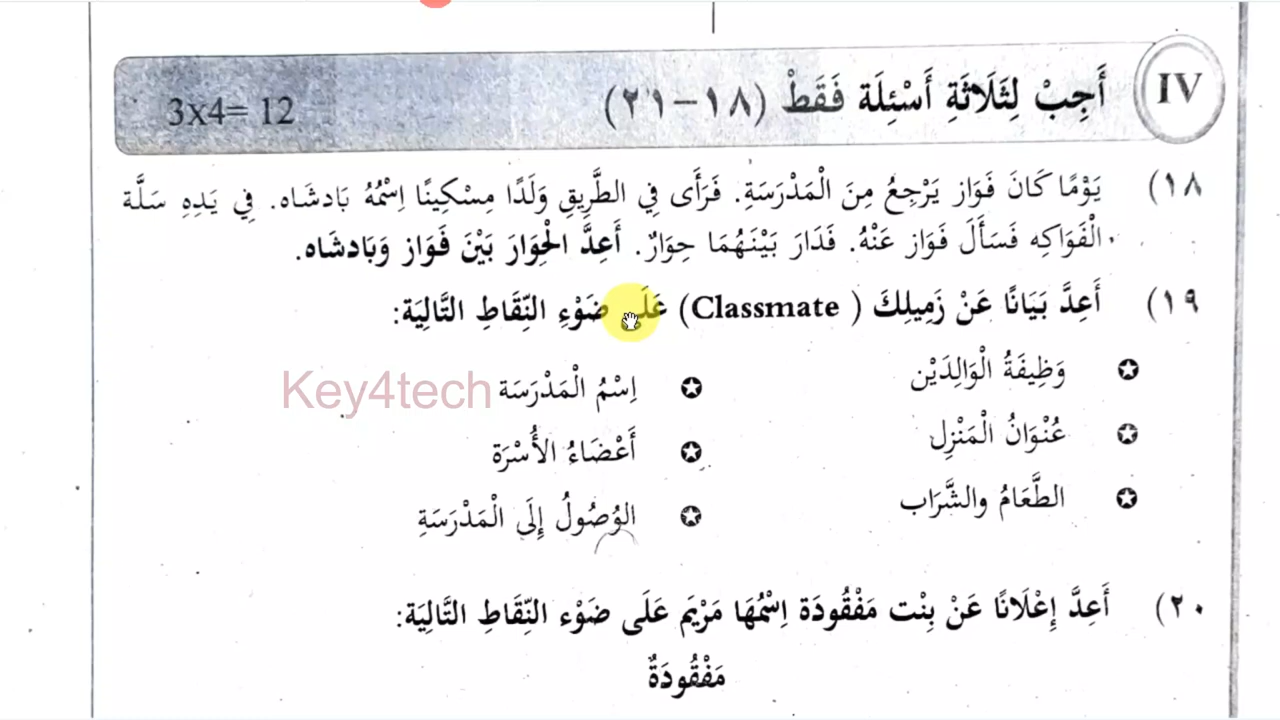 IV أَجِبْ لِثَلَاثَةِ أَسْئِلَة فَقَطْ (١٨-٢١) 3x4= 12
١٨) يَوْمًا كَانَ فَوَاز يَرْجِعُ مِنَ الْمَدْرَسَةِ. فَرَأَى فِي الطَّرِيقِ وَلَدًا مِسْكِينًا اِسْمُهُ بَادشَاه. فِي يَدِهِ سَلَّة
الْفَوَاكِه فَسَأَلَ فَوَاز عَنْهُ. فَدَارَ بَيْنَهُمَا حِوَارٌ. أَعِدَّ الْحِوَارَ بَيْنَ فَوَاز وَبَادشَاه.
١٩) أَعِدَّ بَيَانًا عَنْ زَمِيلِكَ (Classmate) عَلَى ضَوْءِ النِّقَاطِ التَّالِيَة:
✪ وَظِيفَةُ الْوَالِدَيْن ✪ اِسْمُ الْمَدْرَسَة
Key4tech
✪ عُنْوَانُ الْمَنْزِل ✪ أَعْضَاءُ الأُسْرَة
✪ الطَّعَامُ والشَّرَاب ✪ الوُصُولُ إِلَى الْمَدْرَسَةِ
٢٠) أَعِدَّ إِعْلَانًا عَنْ بِنْت مَفْقُودَة اِسْمُهَا مَرْيَم عَلَى ضَوْء النِّقَاطِ التَّالِيَة:
مَفْقُودَةٌ